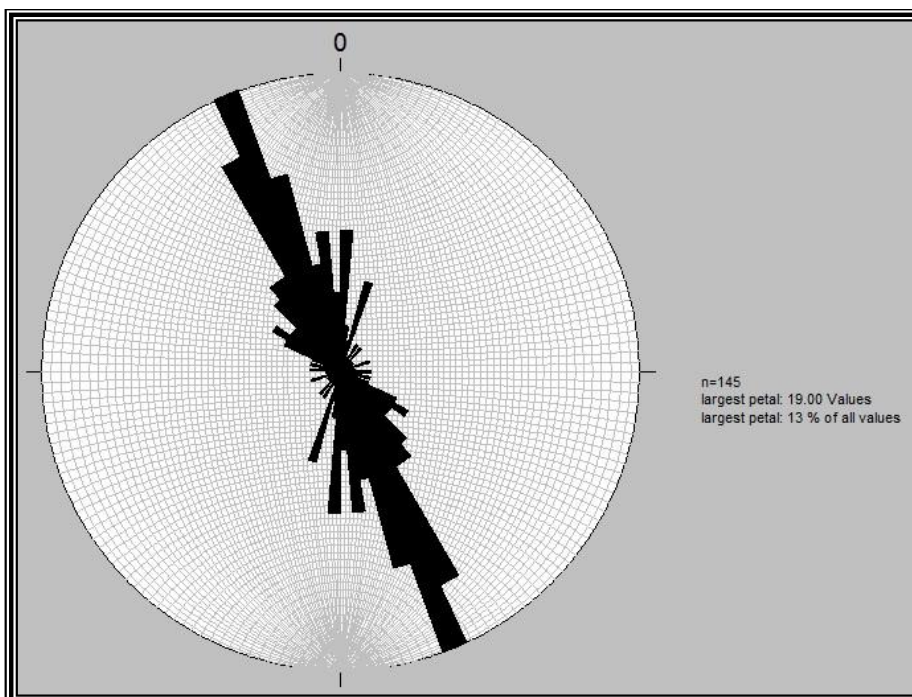 0
n=145
largest petal: 19.00 Values
largest petal: 13 % of all values